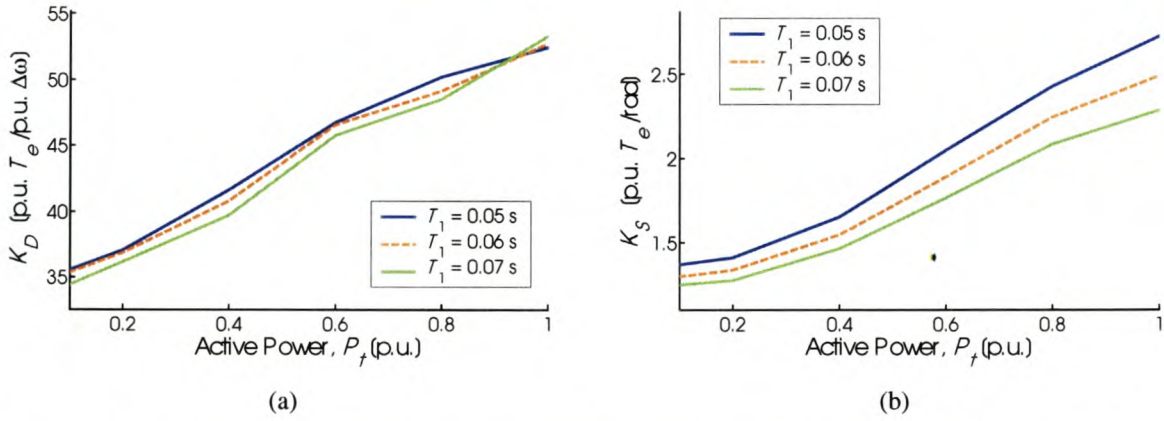 55
50
45
40
35
K_D (p.u. T_e /p.u. Δω)
T_1 = 0.05 s
T_1 = 0.06 s
T_1 = 0.07 s
0.2 0.4 0.6 0.8 1
Active Power, P_t (p.u.)
(a)
2.5
2
1.5
K_S (p.u. T_e /rad)
T_1 = 0.05 s
T_1 = 0.06 s
T_1 = 0.07 s
0.2 0.4 0.6 0.8 1
Active Power, P_t (p.u.)
(b)